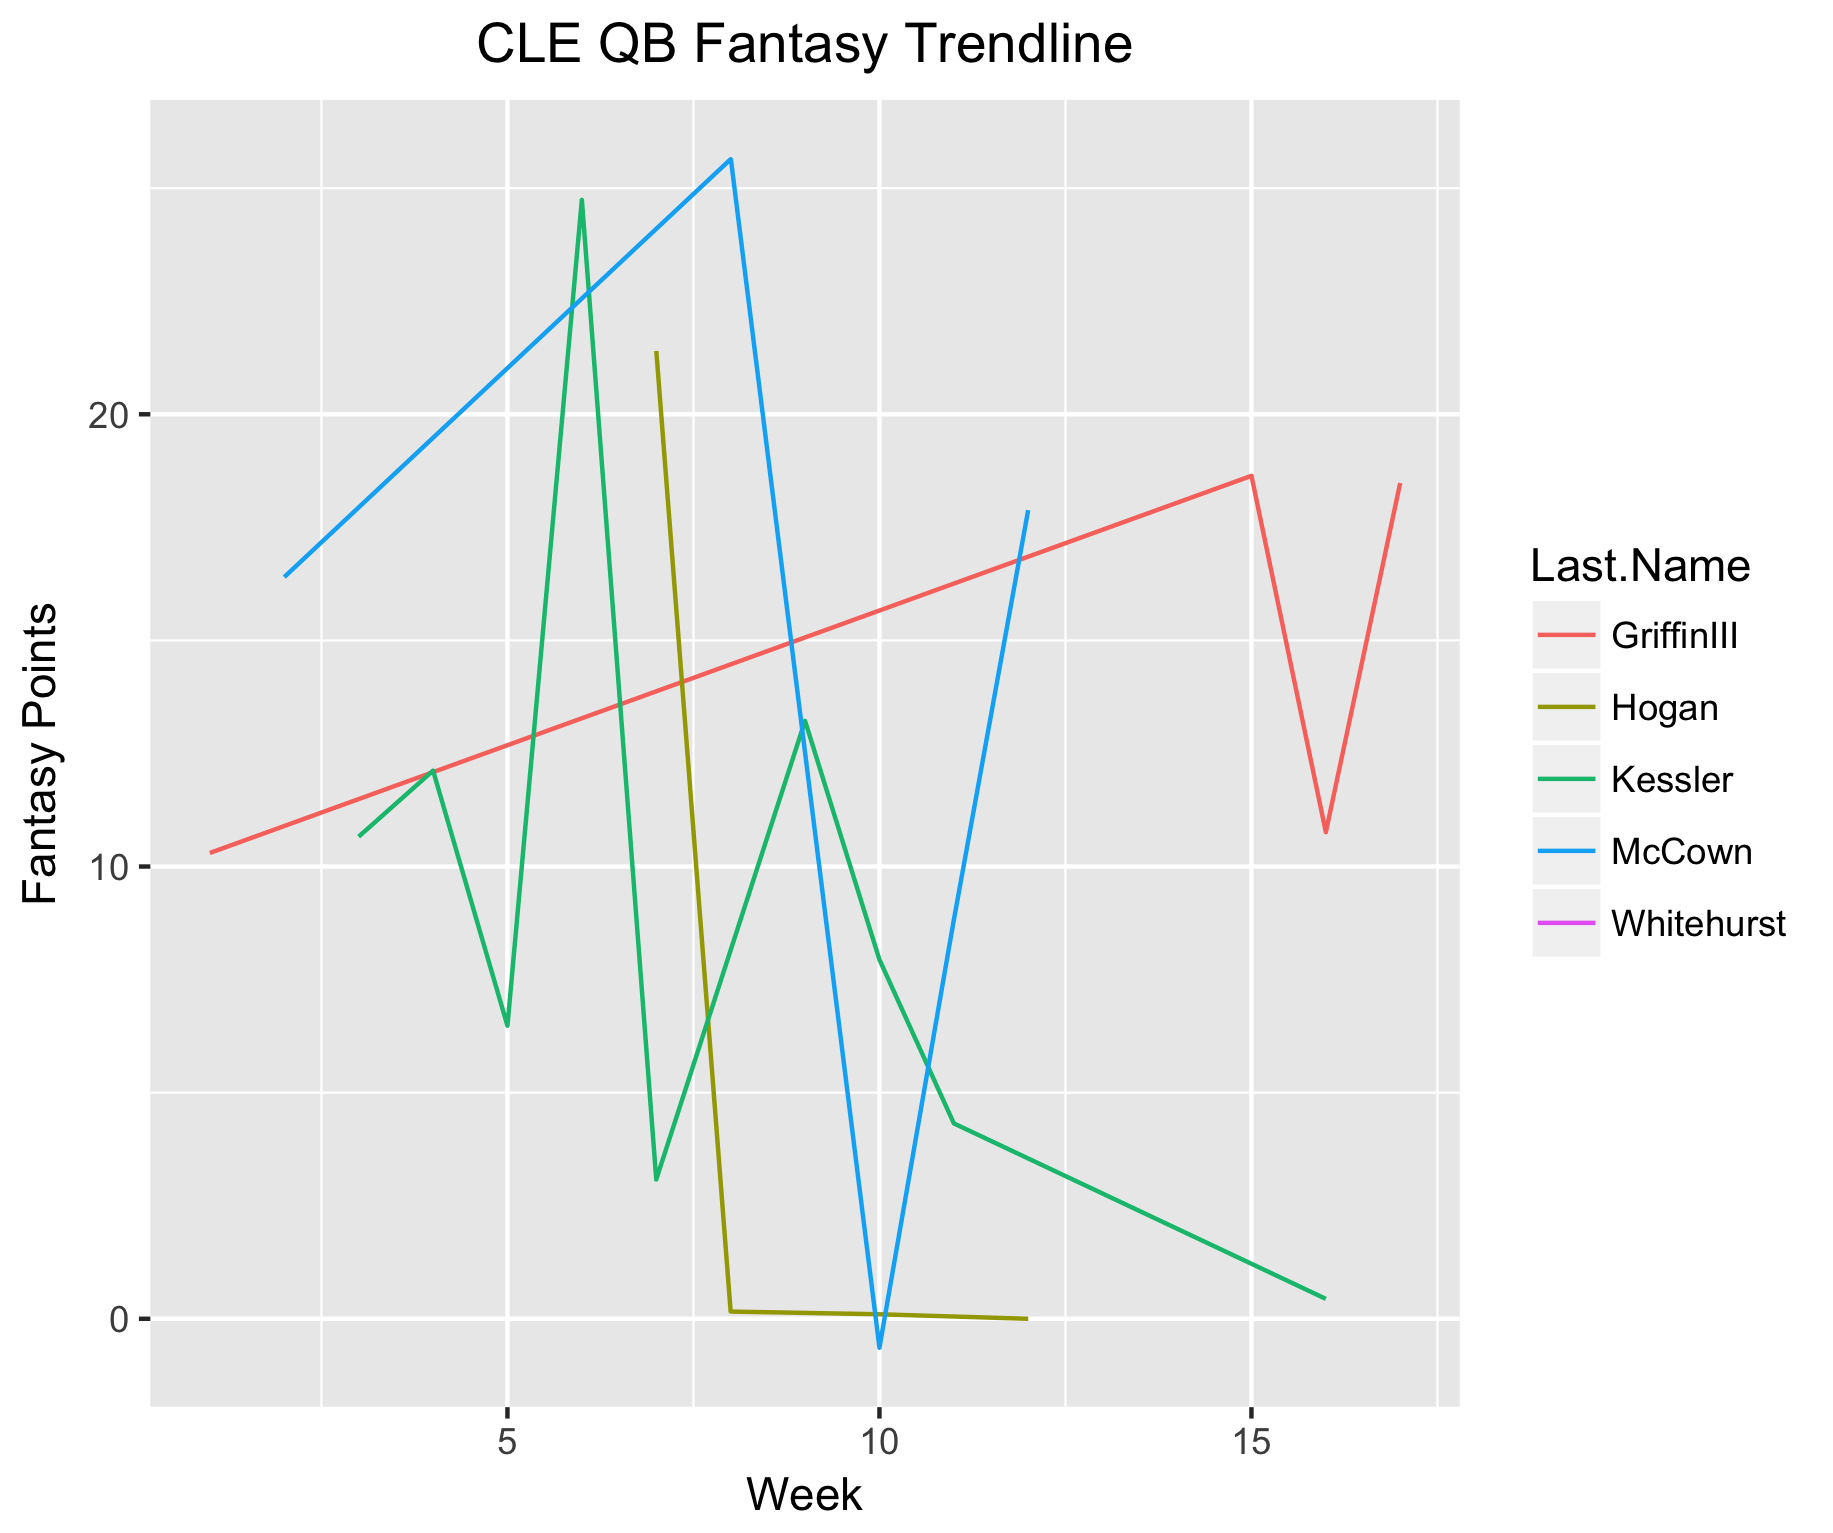 CLE QB Fantasy Trendline
Fantasy Points
20
10
0
5 10 15
Week
Last.Name
GriffinIII
Hogan
Kessler
McCown
Whitehurst